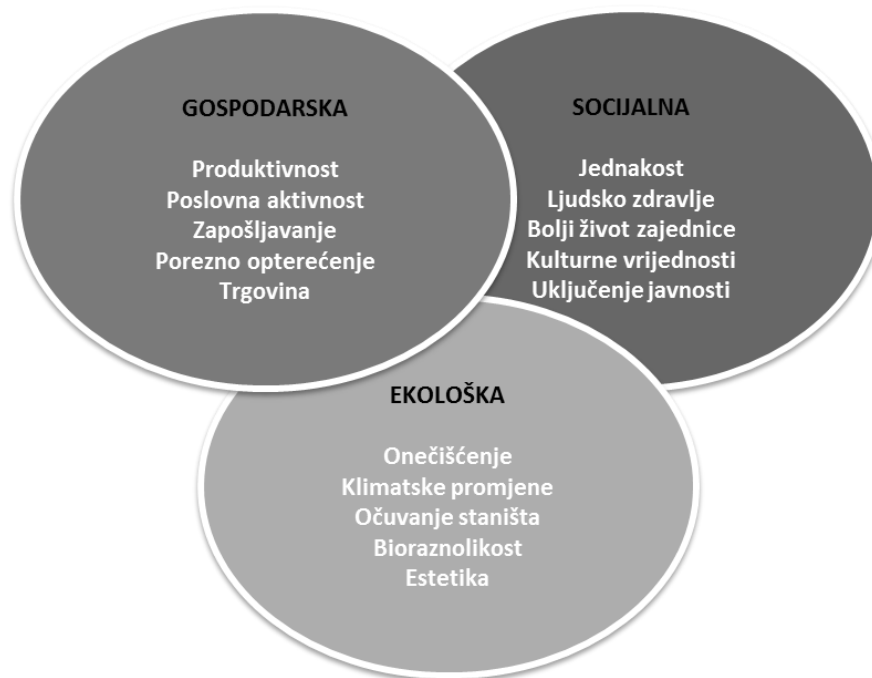 GOSPODARSKA
Produktivnost
Poslovna aktivnost
Zapošljavanje
Porezno opterećenje
Trgovina
SOCIJALNA
Jednakost
Ljudsko zdravlje
Bolji život zajednice
Kulturne vrijednosti
Uključenje javnosti
EKOLOŠKA
Onečišćenje
Klimatske promjene
Očuvanje staništa
Bioraznolikost
Estetika